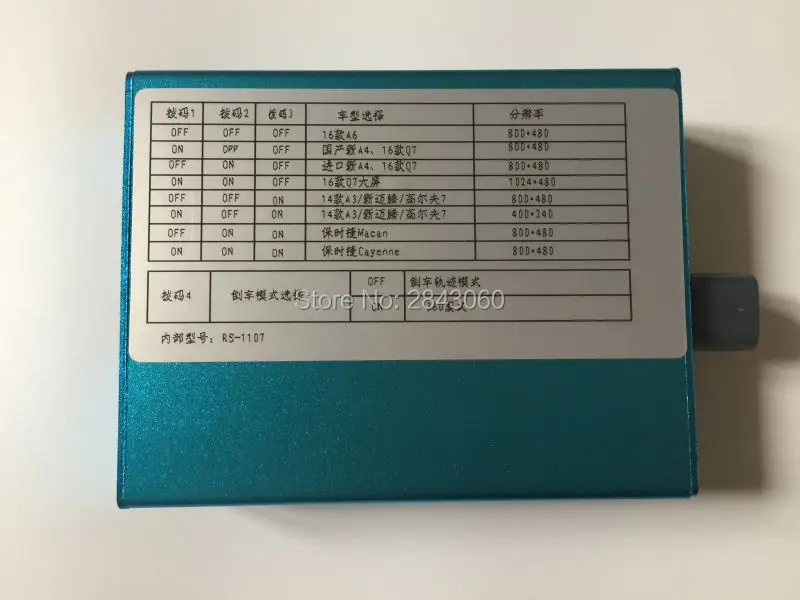 拨码1 拨码2 拨码3 车型选择 分辨率
OFF OFF OFF 16款A6 800*480
ON OPP OFF 国产新A4、16款Q7 800*480
OFF ON OFF 进口新A4、16款Q7 800*480
ON ON OFF 16款Q7大屏 1024*480
OFF OFF ON 14款A3/新迈腾/高尔夫7 800*480
ON OFF ON 14款A3/新迈腾/高尔夫7 400*240
OFF ON ON 保时捷Macan 800*480
ON ON ON 保时捷Cayenne 800*480
OFF 倒车轨迹模式
拨码4 倒车模式选择
Store No: 2843060
ON 360模式
内部型号: RS-1107